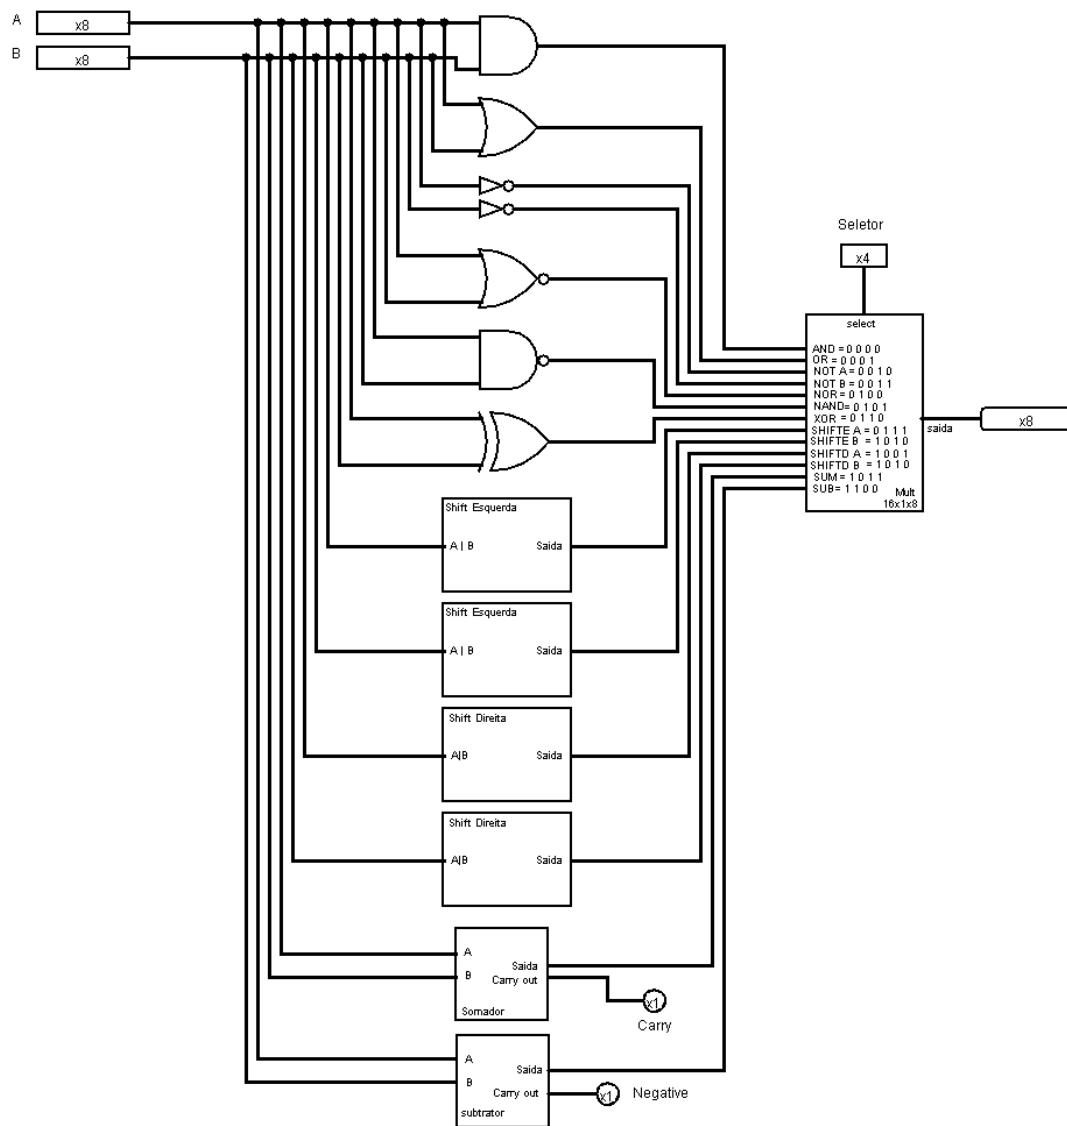 A
x8
B
x8
Seletor
x4
select
AND = 0 0 0 0
OR = 0 0 0 1
NOT A = 0 0 1 0
NOT B = 0 0 1 1
NOR = 0 1 0 0
NAND= 0 1 0 1
XOR = 0 1 1 0
SHIFTE A = 0 1 1 1
SHIFTE B = 1 0 1 0
SHIFTD A = 1 0 0 1
SHIFTD B = 1 0 1 0
SUM = 1 0 1 1
SUB= 1 1 0 0
Mult
16x1x8
saida
x8
Shift Esquerda
A | B
Saida
Shift Esquerda
A | B
Saida
Shift Direita
A|B
Saida
Shift Direita
A|B
Saida
A
B
Saida
Carry out
Somador
x1
Carry
A
B
Saida
Carry out
subtrator
x1
Negative